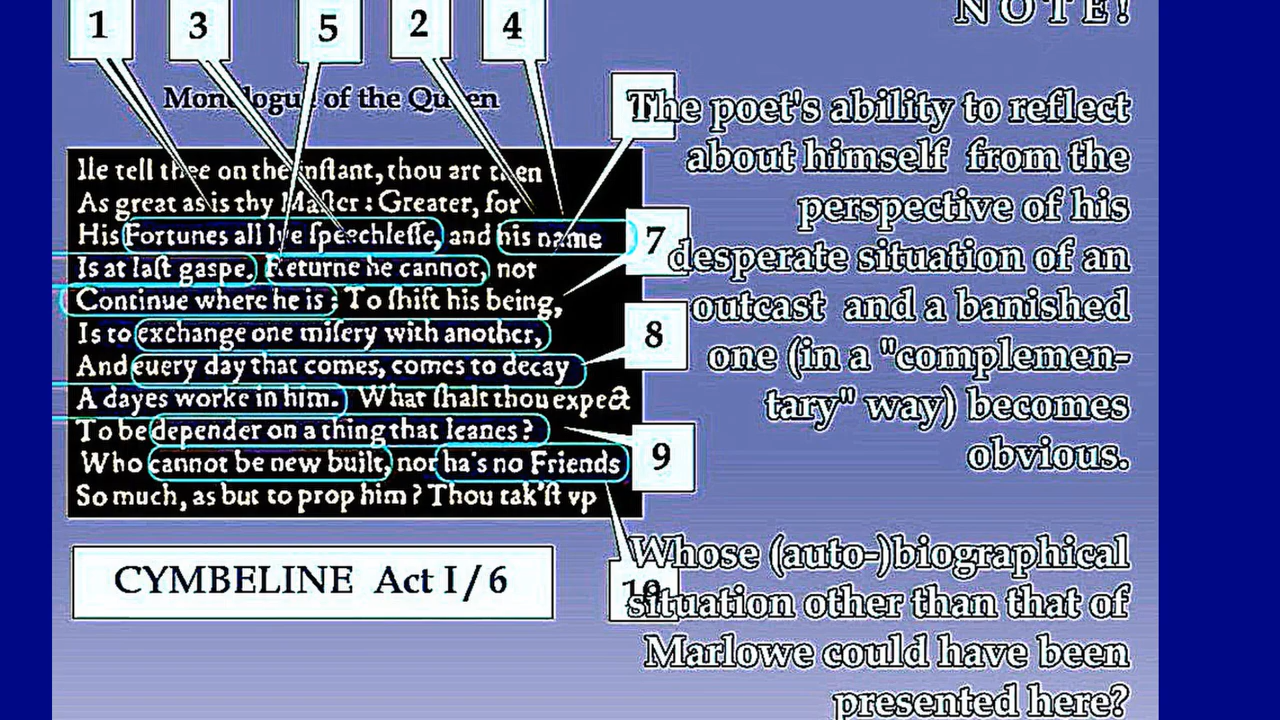 1 3 5 2 4
NOTE!
Monologue of the Queen
Ile tell thee on the inſtant, thou art then
As great as is thy Maſter : Greater, for
His Fortunes all lye ſpeechleſſe, and his name
Is at laſt gaspe. Returne he cannot, not
Continue where he is : To ſhift his being,
Is to exchange one miſery with another,
And euery day that comes, comes to decay
A dayes worke in him. What ſhalt thou expect
To be depender on a thing that leanes?
Who cannot be new built, nor ha's no Friends
So much, as but to prop him? Thou tak'ſt vp
7
8
9
10
CYMBELINE Act I/6
The poet's ability to reflect
about himself from the
perspective of his
desperate situation of an
outcast and a banished
one (in a "complemen-
tary" way) becomes
obvious.
Whose (auto-)biographical
situation other than that of
Marlowe could have been
presented here?